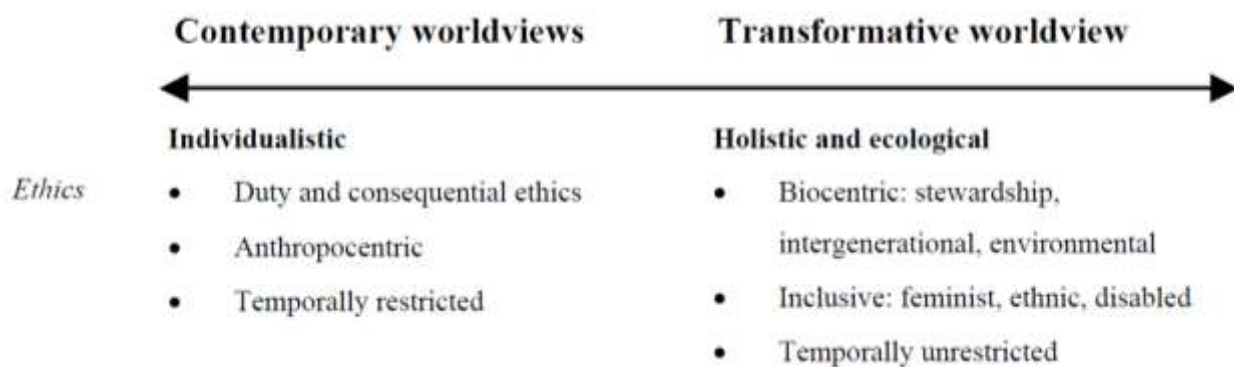 Contemporary worldviews
Transformative worldview
Individualistic
Holistic and ecological
Ethics
• Duty and consequential ethics
• Anthropocentric
• Temporally restricted
• Biocentric: stewardship,
intergenerational, environmental
• Inclusive: feminist, ethnic, disabled
• Temporally unrestricted